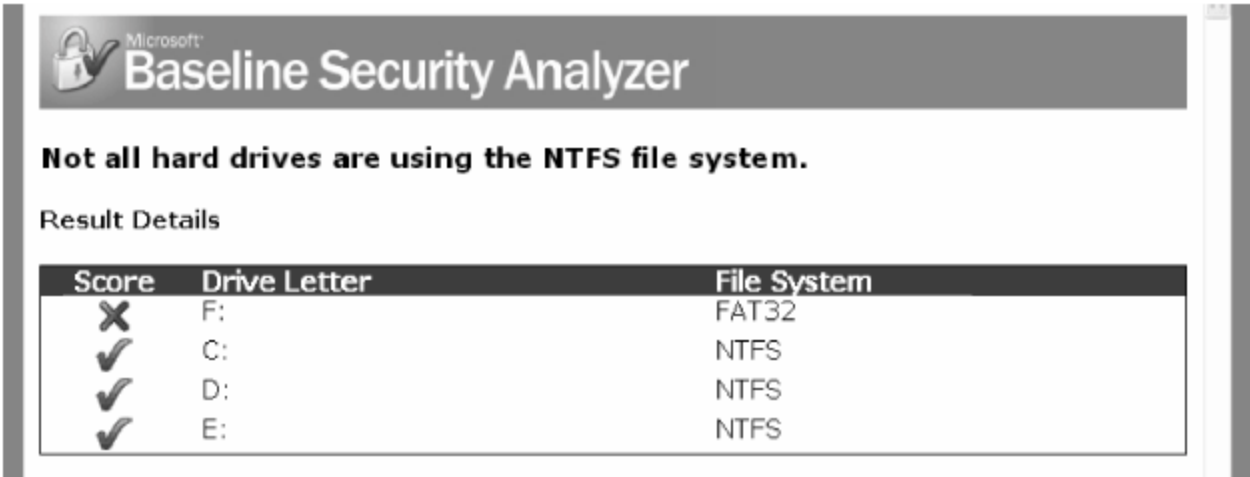 Microsoft
Baseline Security Analyzer
Not all hard drives are using the NTFS file system.
Result Details
Score Drive Letter File System
F: FAT32
C: NTFS
D: NTFS
E: NTFS